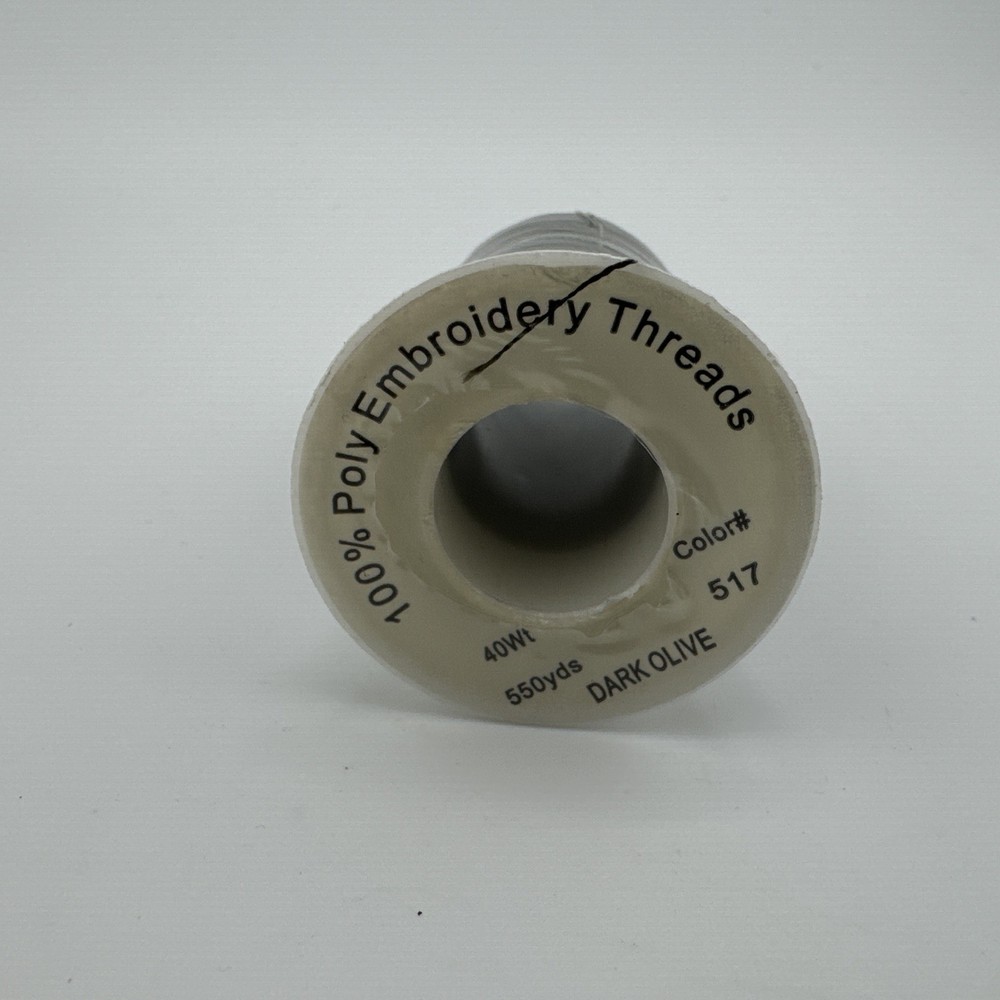 100% Poly Embroidery Threads
Color#
517
DARK OLIVE
40Wt
550yds